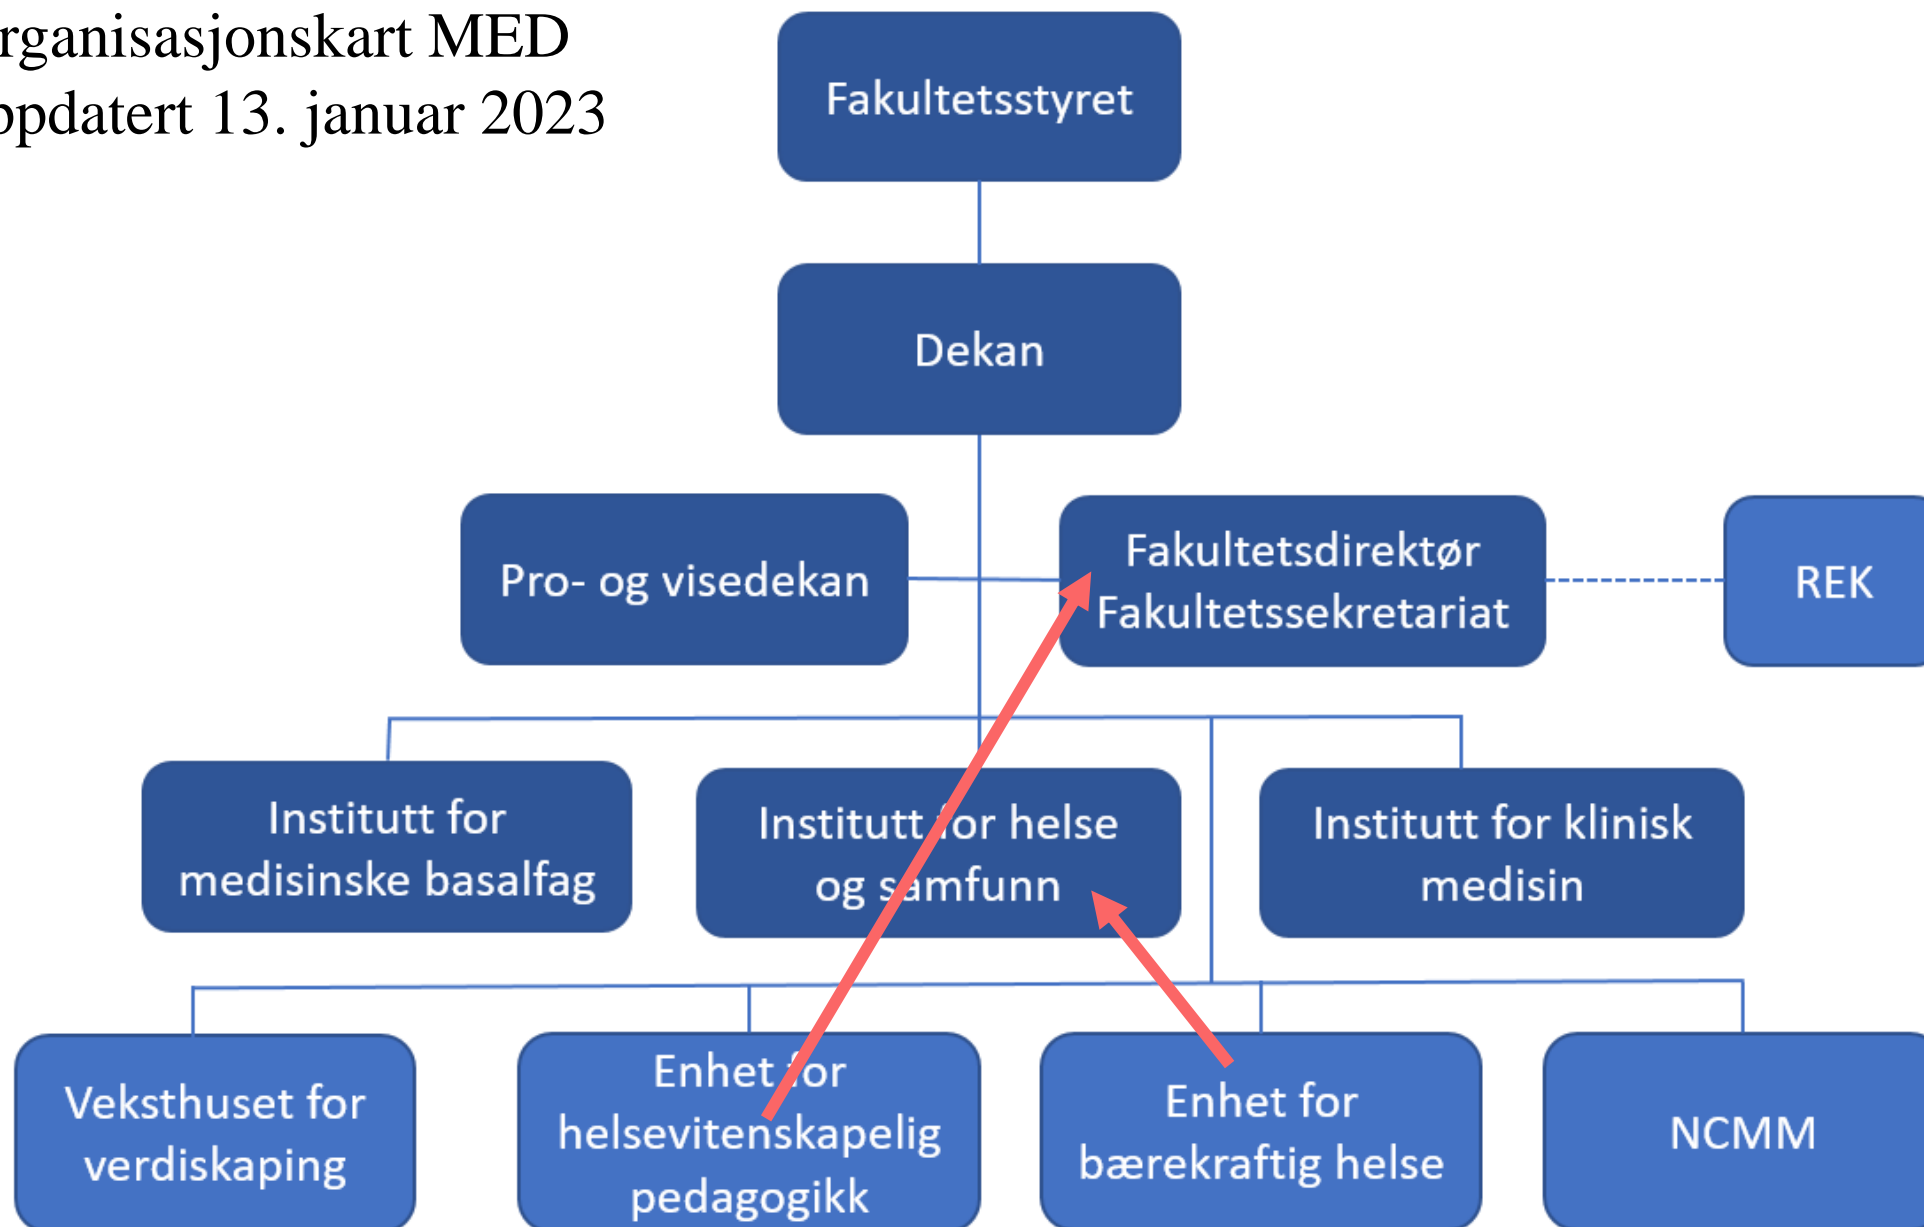 rganisasjonskart MED
ppdatert 13. januar 2023
Fakultetsstyret
Dekan
Pro- og visedekan
Fakultetsdirektør
Fakultetssekretariat
REK
Institutt for
medisinske basalfag
Institutt for helse
og samfunn
Institutt for klinisk
medisin
Veksthuset for
verdiskaping
Enhet for
helsevitenskapelig
pedagogikk
Enhet for
bærekraftig helse
NCMM